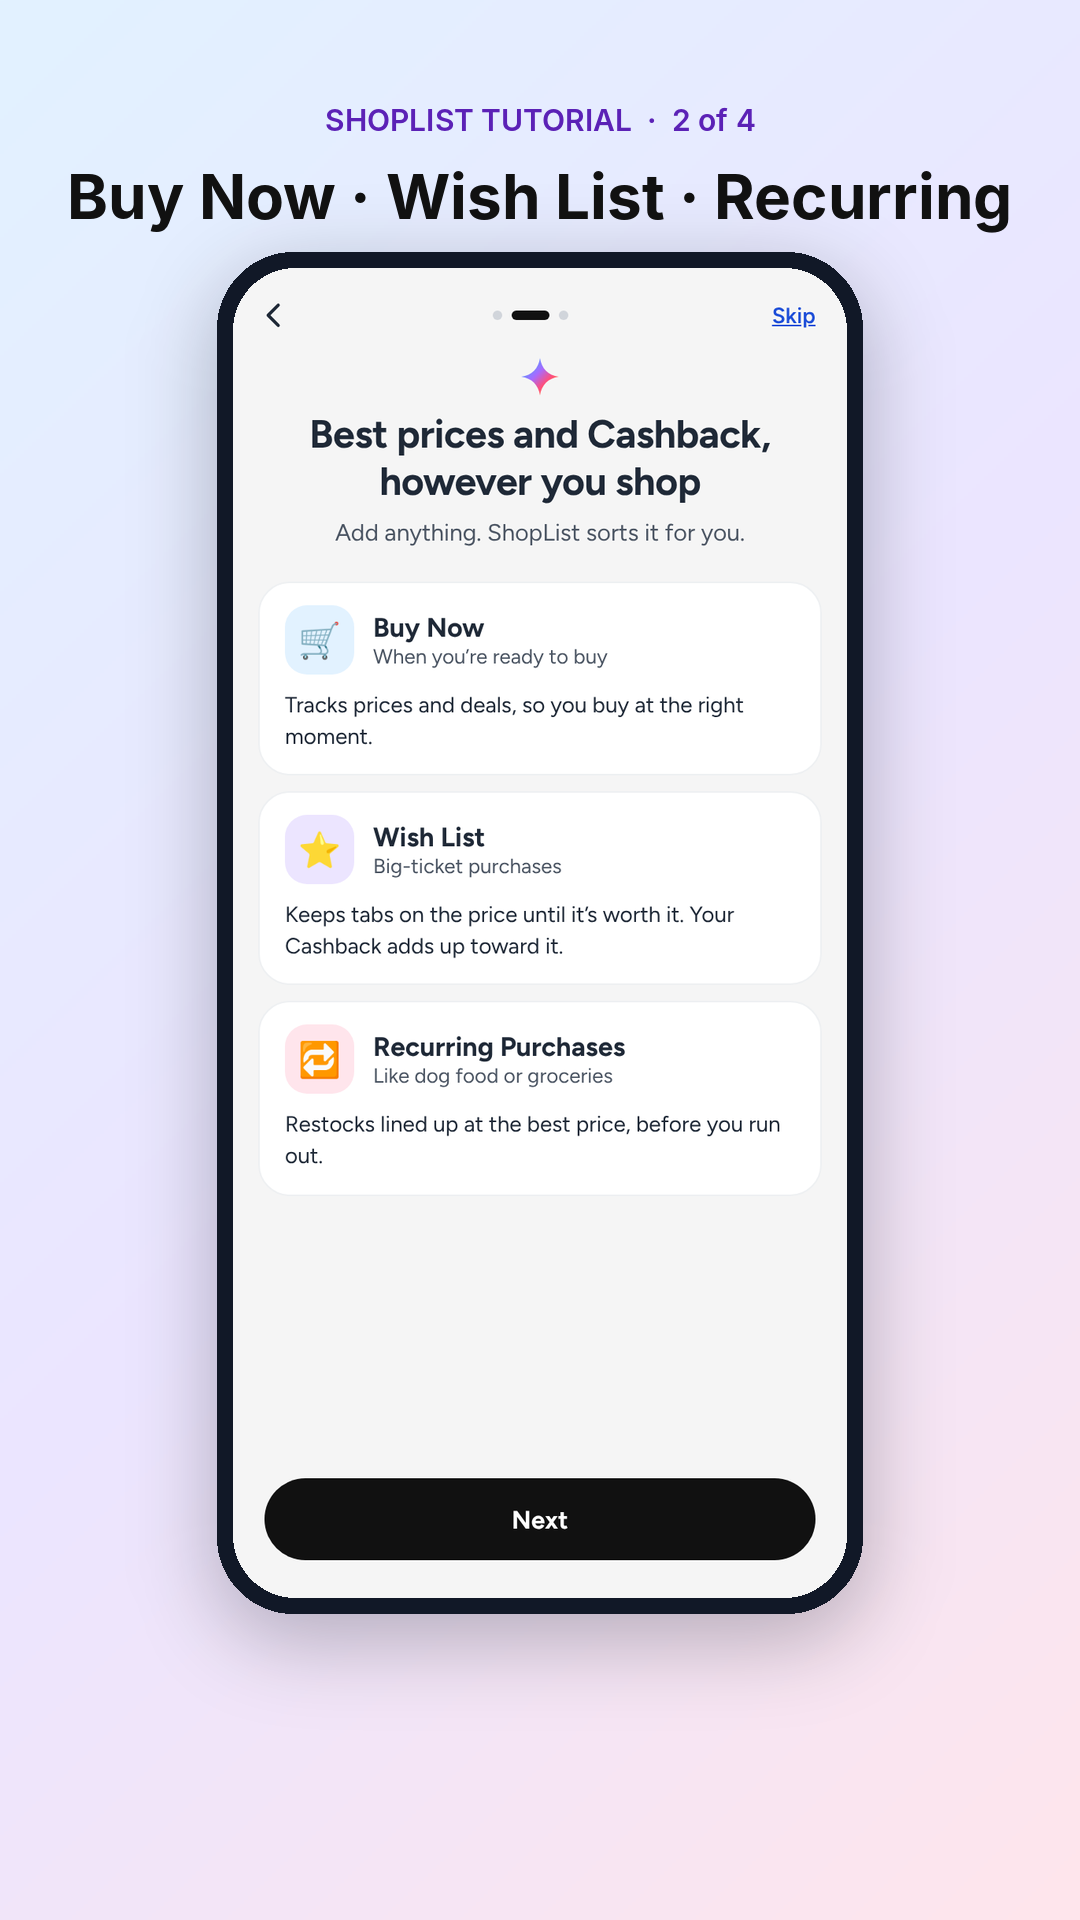 SHOPLIST TUTORIAL · 2 of 4
Buy Now · Wish List · Recurring
Skip
Best prices and Cashback,
however you shop
Add anything. ShopList sorts it for you.
Buy Now
When you’re ready to buy
Tracks prices and deals, so you buy at the right
moment.
Wish List
Big-ticket purchases
Keeps tabs on the price until it’s worth it. Your
Cashback adds up toward it.
Recurring Purchases
Like dog food or groceries
Restocks lined up at the best price, before you run
out.
Next